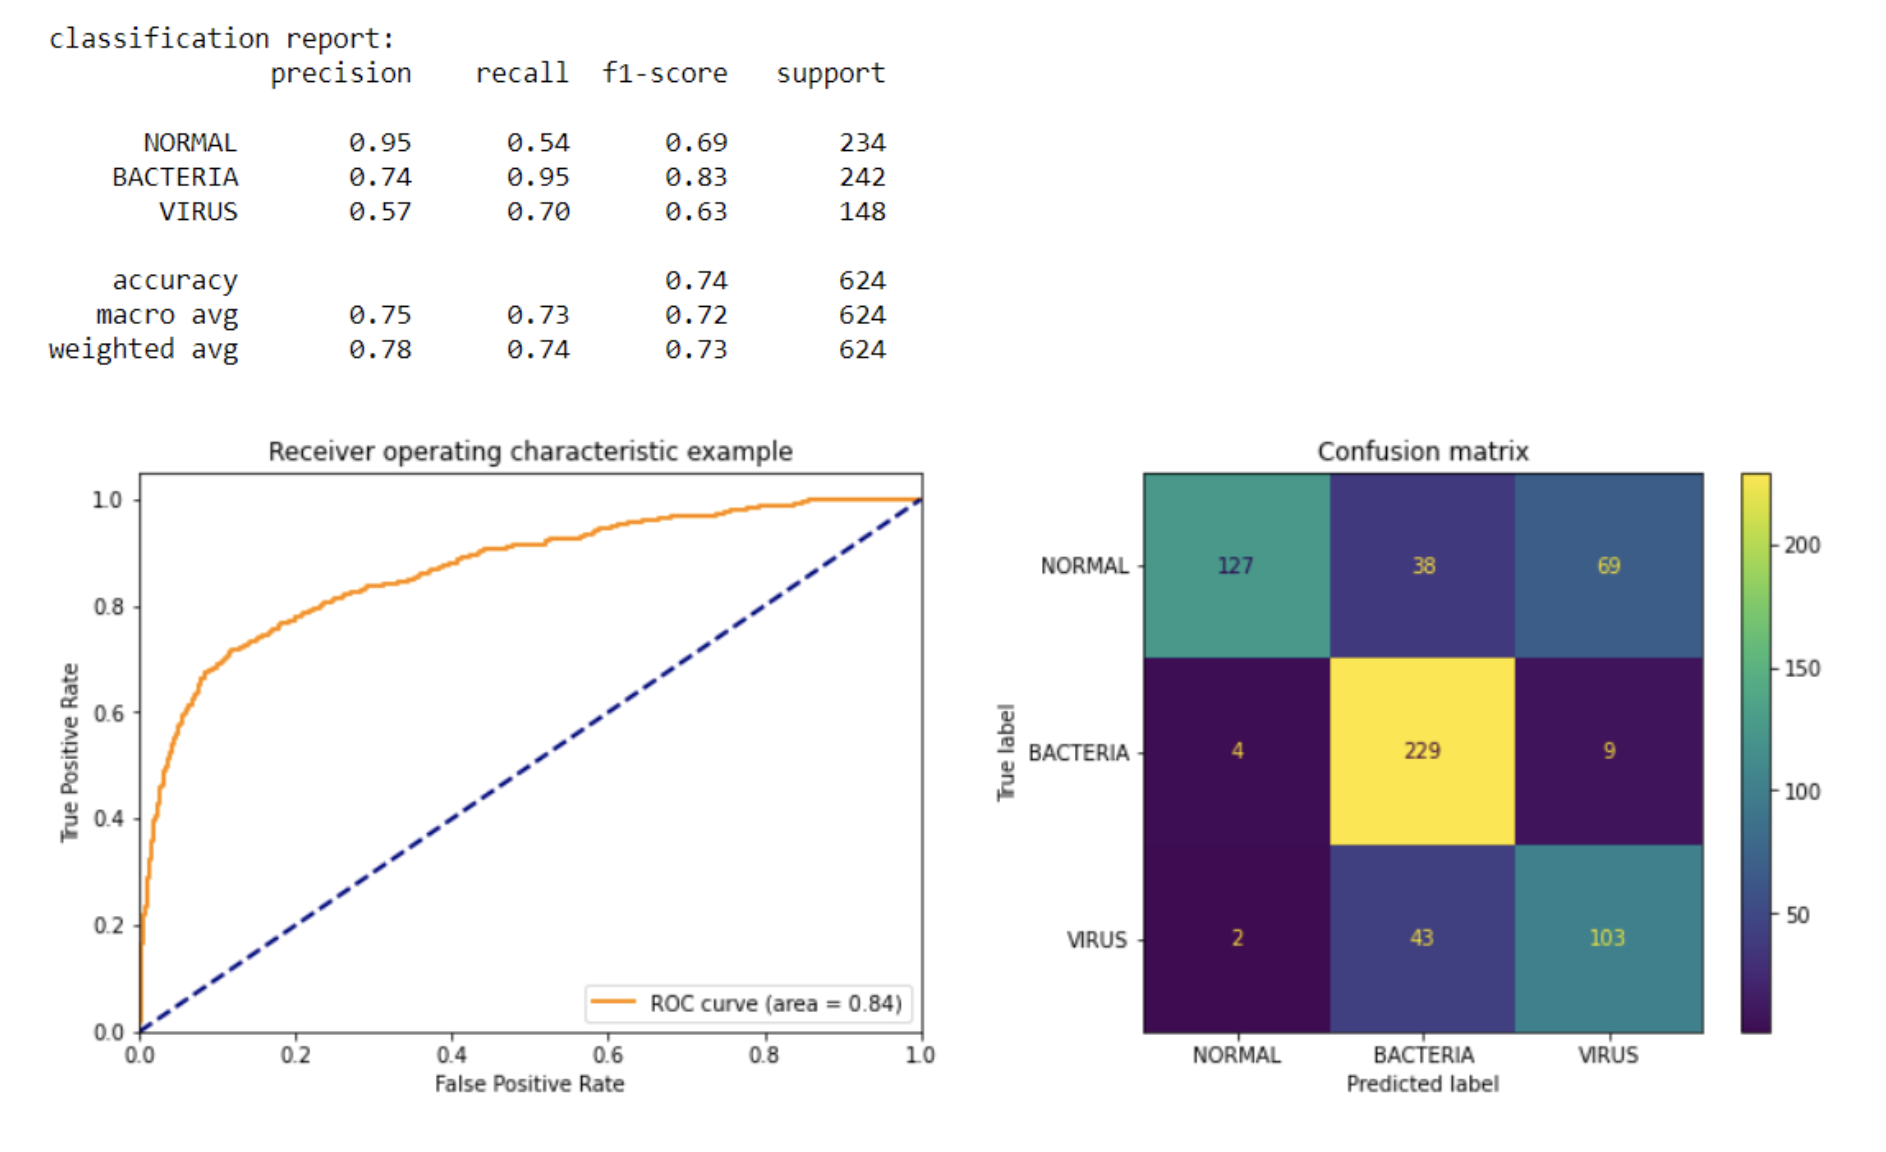 classification report:
precision recall f1-score support
NORMAL 0.95 0.54 0.69 234
BACTERIA 0.74 0.95 0.83 242
VIRUS 0.57 0.70 0.63 148
accuracy 0.74 624
macro avg 0.75 0.73 0.72 624
weighted avg 0.78 0.74 0.73 624
Receiver operating characteristic example
1.0
0.8
0.6
0.4
0.2
0.0
True Positive Rate
ROC curve (area = 0.84)
0.0 0.2 0.4 0.6 0.8 1.0
False Positive Rate
Confusion matrix
True label
NORMAL 127 38 69
BACTERIA 4 229 9
VIRUS 2 43 103
NORMAL BACTERIA VIRUS
Predicted label
200
150
100
50